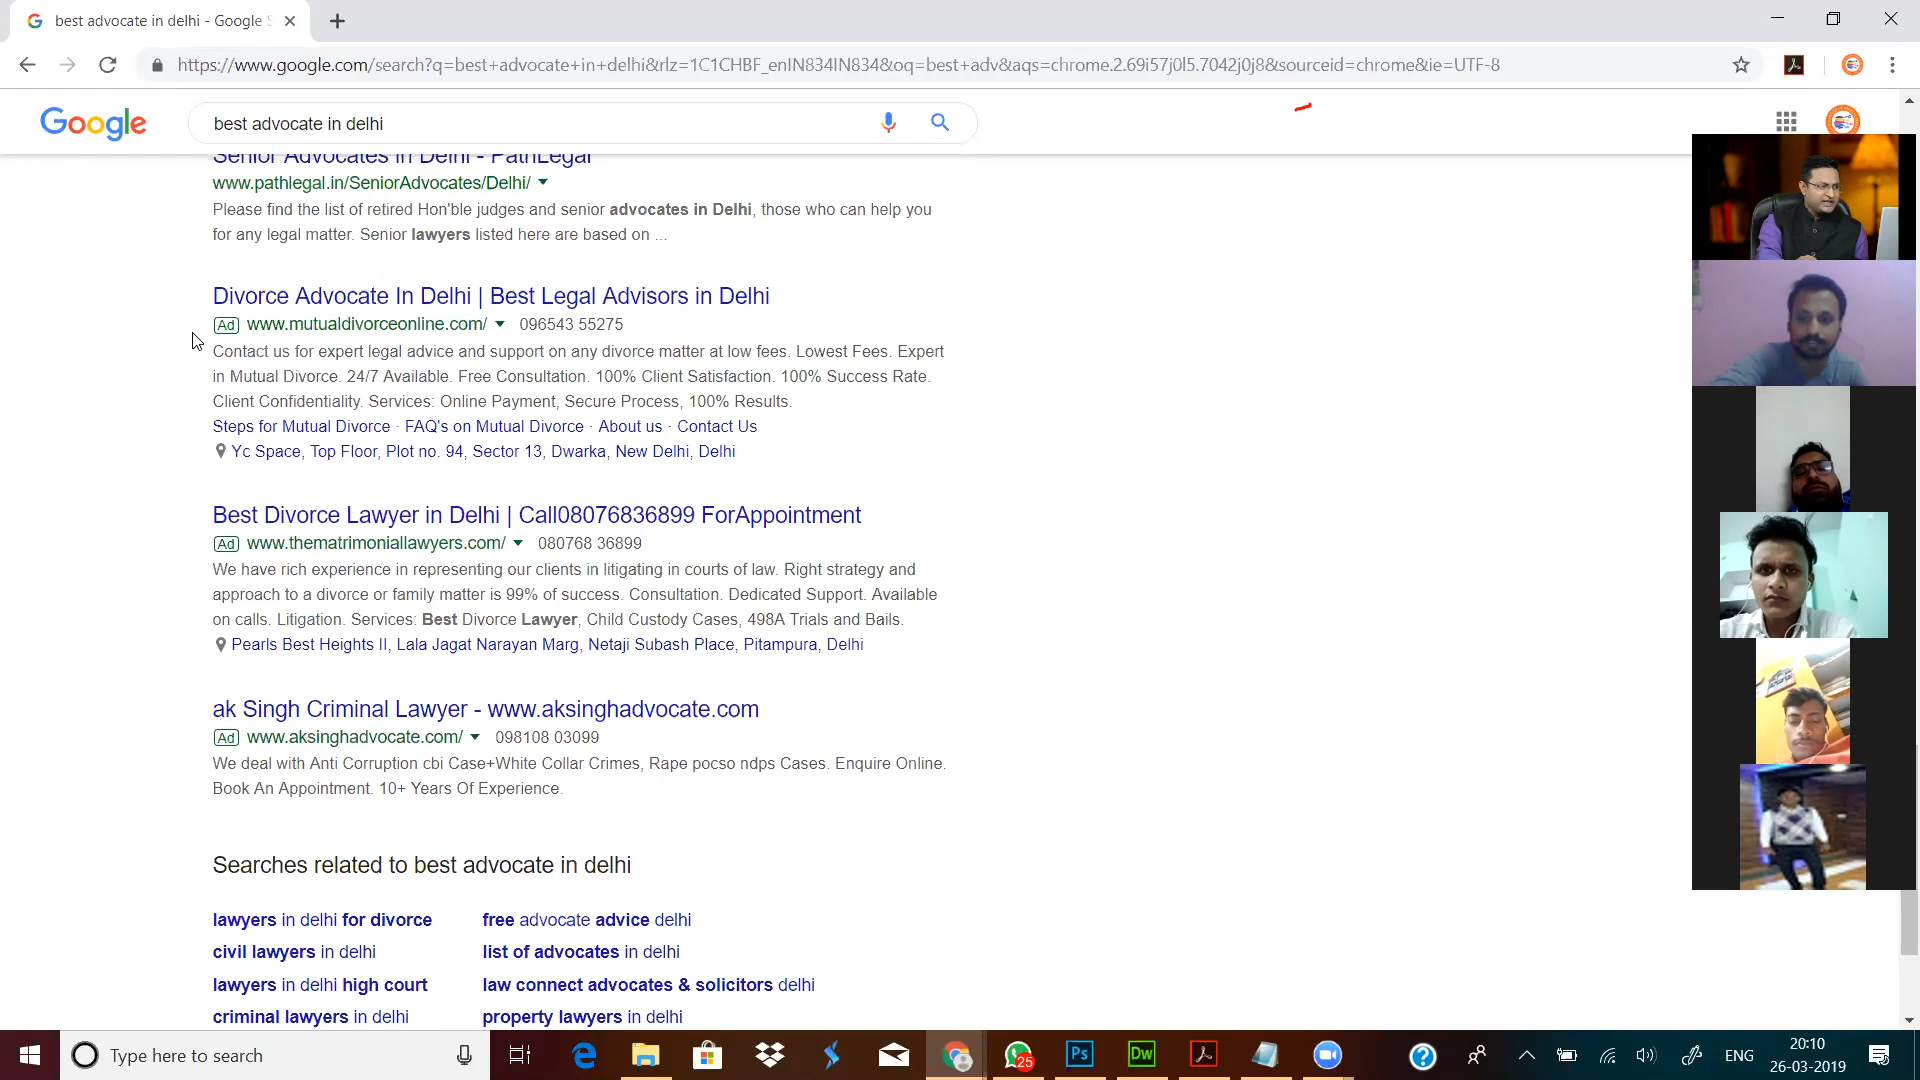 best advocate in delhi - Google S
https://www.google.com/search?q=best+advocate+in+delhi&rlz=1C1CHBF_enIN834IN834&oq=best+adv&aqs=chrome.2.69i57j0l5.7042j0j8&sourceid=chrome&ie=UTF-8
Google
best advocate in delhi
Senior Advocates in Delhi - PathLegal
www.pathlegal.in/SeniorAdvocates/Delhi/
Please find the list of retired Hon'ble judges and senior advocates in Delhi, those who can help you
for any legal matter. Senior lawyers listed here are based on ...
Divorce Advocate In Delhi | Best Legal Advisors in Delhi
Ad www.mutualdivorceonline.com/ 096543 55275
Contact us for expert legal advice and support on any divorce matter at low fees. Lowest Fees. Expert
in Mutual Divorce. 24/7 Available. Free Consultation. 100% Client Satisfaction. 100% Success Rate.
Client Confidentiality. Services: Online Payment, Secure Process, 100% Results.
Steps for Mutual Divorce · FAQ's on Mutual Divorce · About us · Contact Us
Yc Space, Top Floor, Plot no. 94, Sector 13, Dwarka, New Delhi, Delhi
Best Divorce Lawyer in Delhi | Call08076836899 ForAppointment
Ad www.thematrimoniallawyers.com/ 080768 36899
We have rich experience in representing our clients in litigating in courts of law. Right strategy and
approach to a divorce or family matter is 99% of success. Consultation. Dedicated Support. Available
on calls. Litigation. Services: Best Divorce Lawyer, Child Custody Cases, 498A Trials and Bails.
Pearls Best Heights II, Lala Jagat Narayan Marg, Netaji Subash Place, Pitampura, Delhi
ak Singh Criminal Lawyer - www.aksinghadvocate.com
Ad www.aksinghadvocate.com/ 098108 03099
We deal with Anti Corruption cbi Case+White Collar Crimes, Rape pocso ndps Cases. Enquire Online.
Book An Appointment. 10+ Years Of Experience.
Searches related to best advocate in delhi
lawyers in delhi for divorce
free advocate advice delhi
civil lawyers in delhi
list of advocates in delhi
lawyers in delhi high court
law connect advocates & solicitors delhi
criminal lawyers in delhi
property lawyers in delhi
Type here to search
25
Ps
Dw
ENG
20:10
26-03-2019